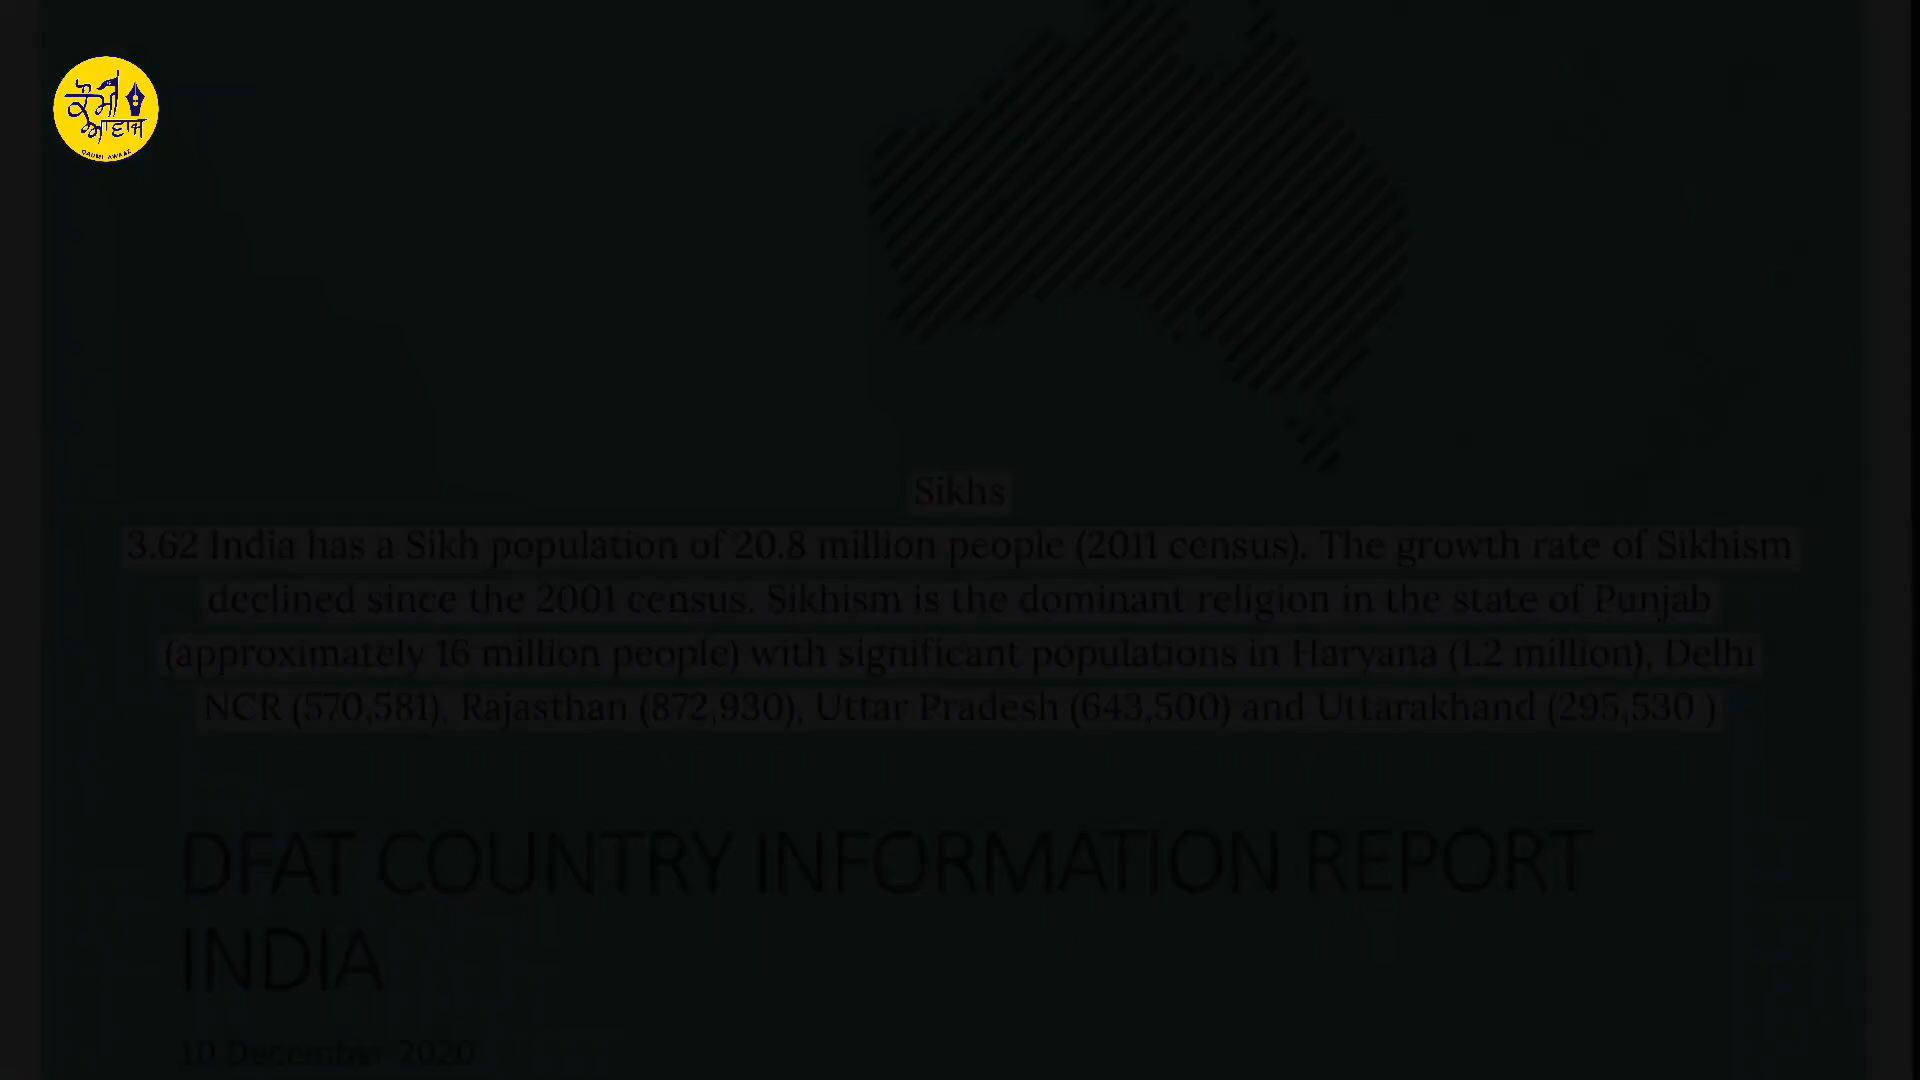 ਕੌਮੀ
ਆਵਾਜ਼
QAUMI AWAAZ
Sikhs
3.62 India has a Sikh population of 20.8 million people (2011 census). The growth rate of Sikhism
declined since the 2001 census. Sikhism is the dominant religion in the state of Punjab
(approximately 16 million people) with significant populations in Haryana (1.2 million), Delhi
NCR (570,581), Rajasthan (872,930), Uttar Pradesh (643,500) and Uttarakhand (295,530 )
DFAT COUNTRY INFORMATION REPORT
INDIA
10 December 2020